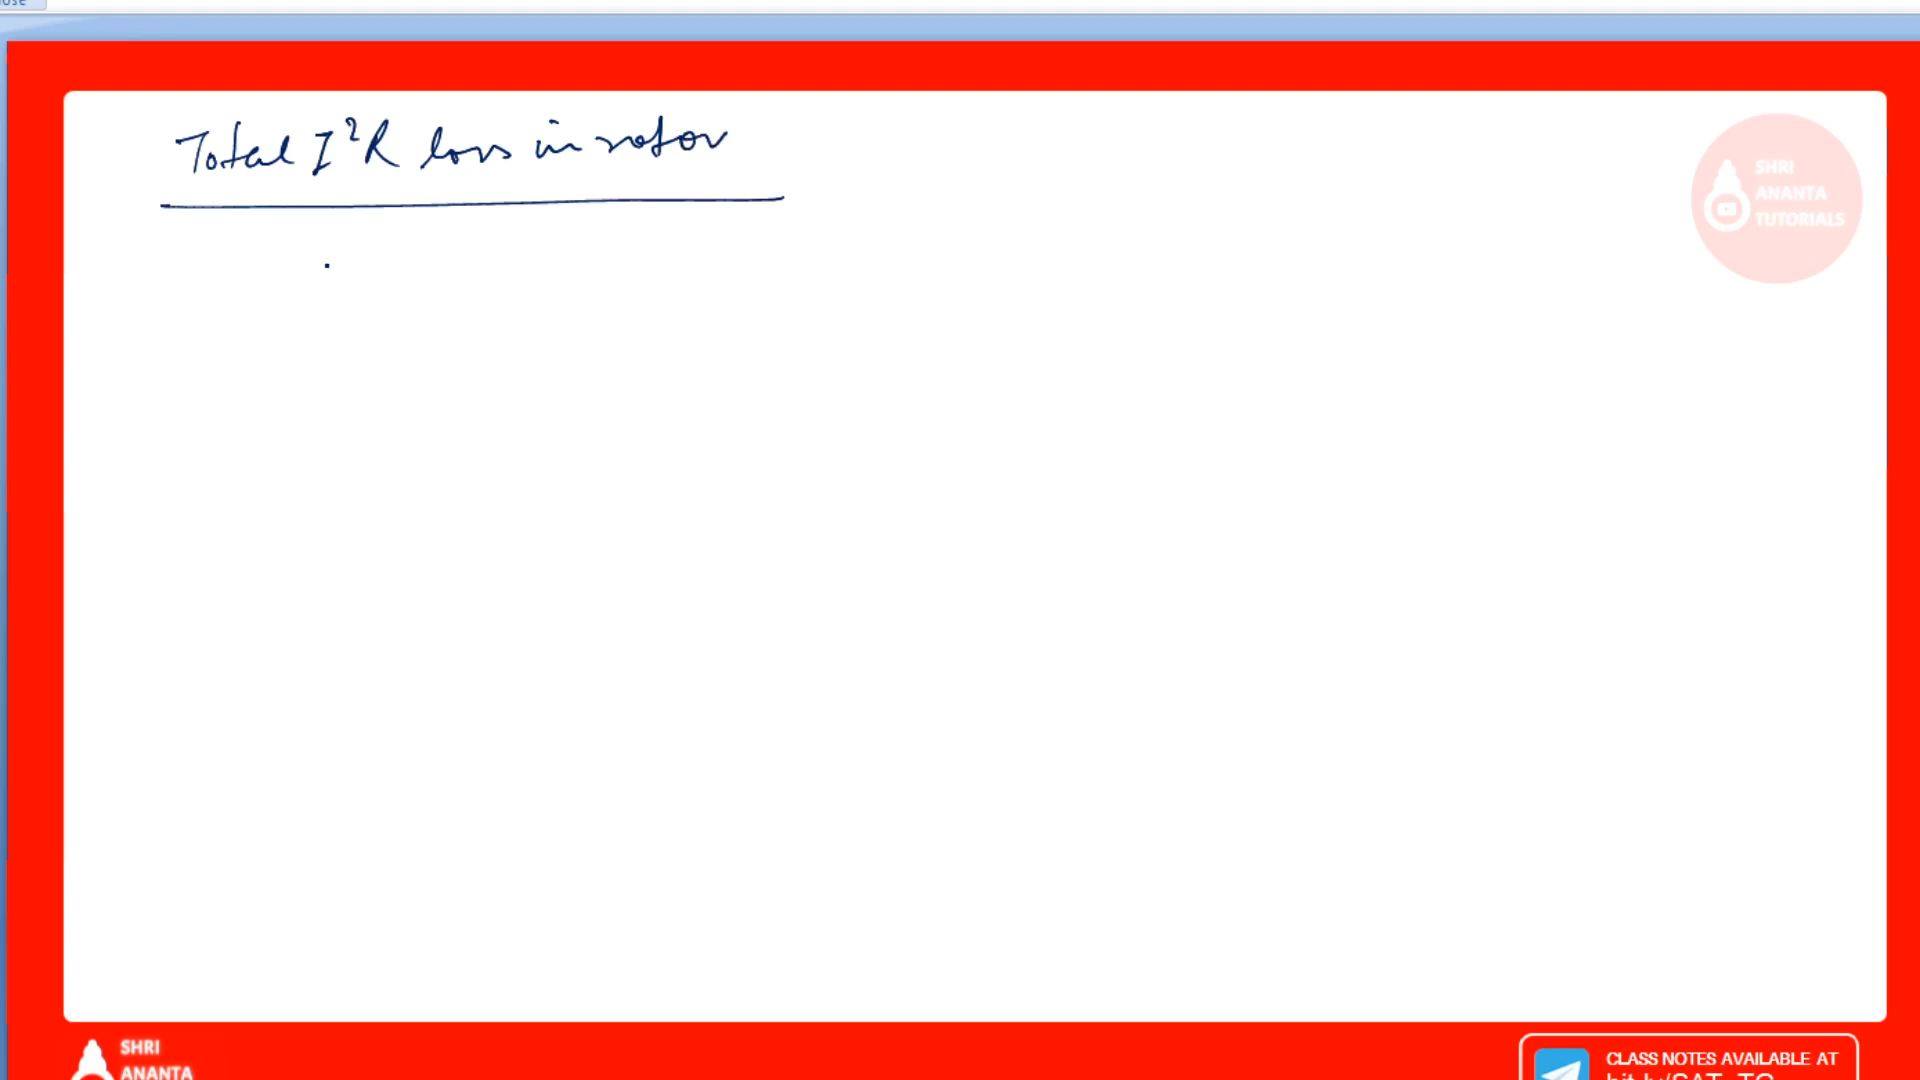 Total I²R loss in rotor
SHRI
ANANTA
TUTORIALS
SHRI
ANANTA
CLASS NOTES AVAILABLE AT